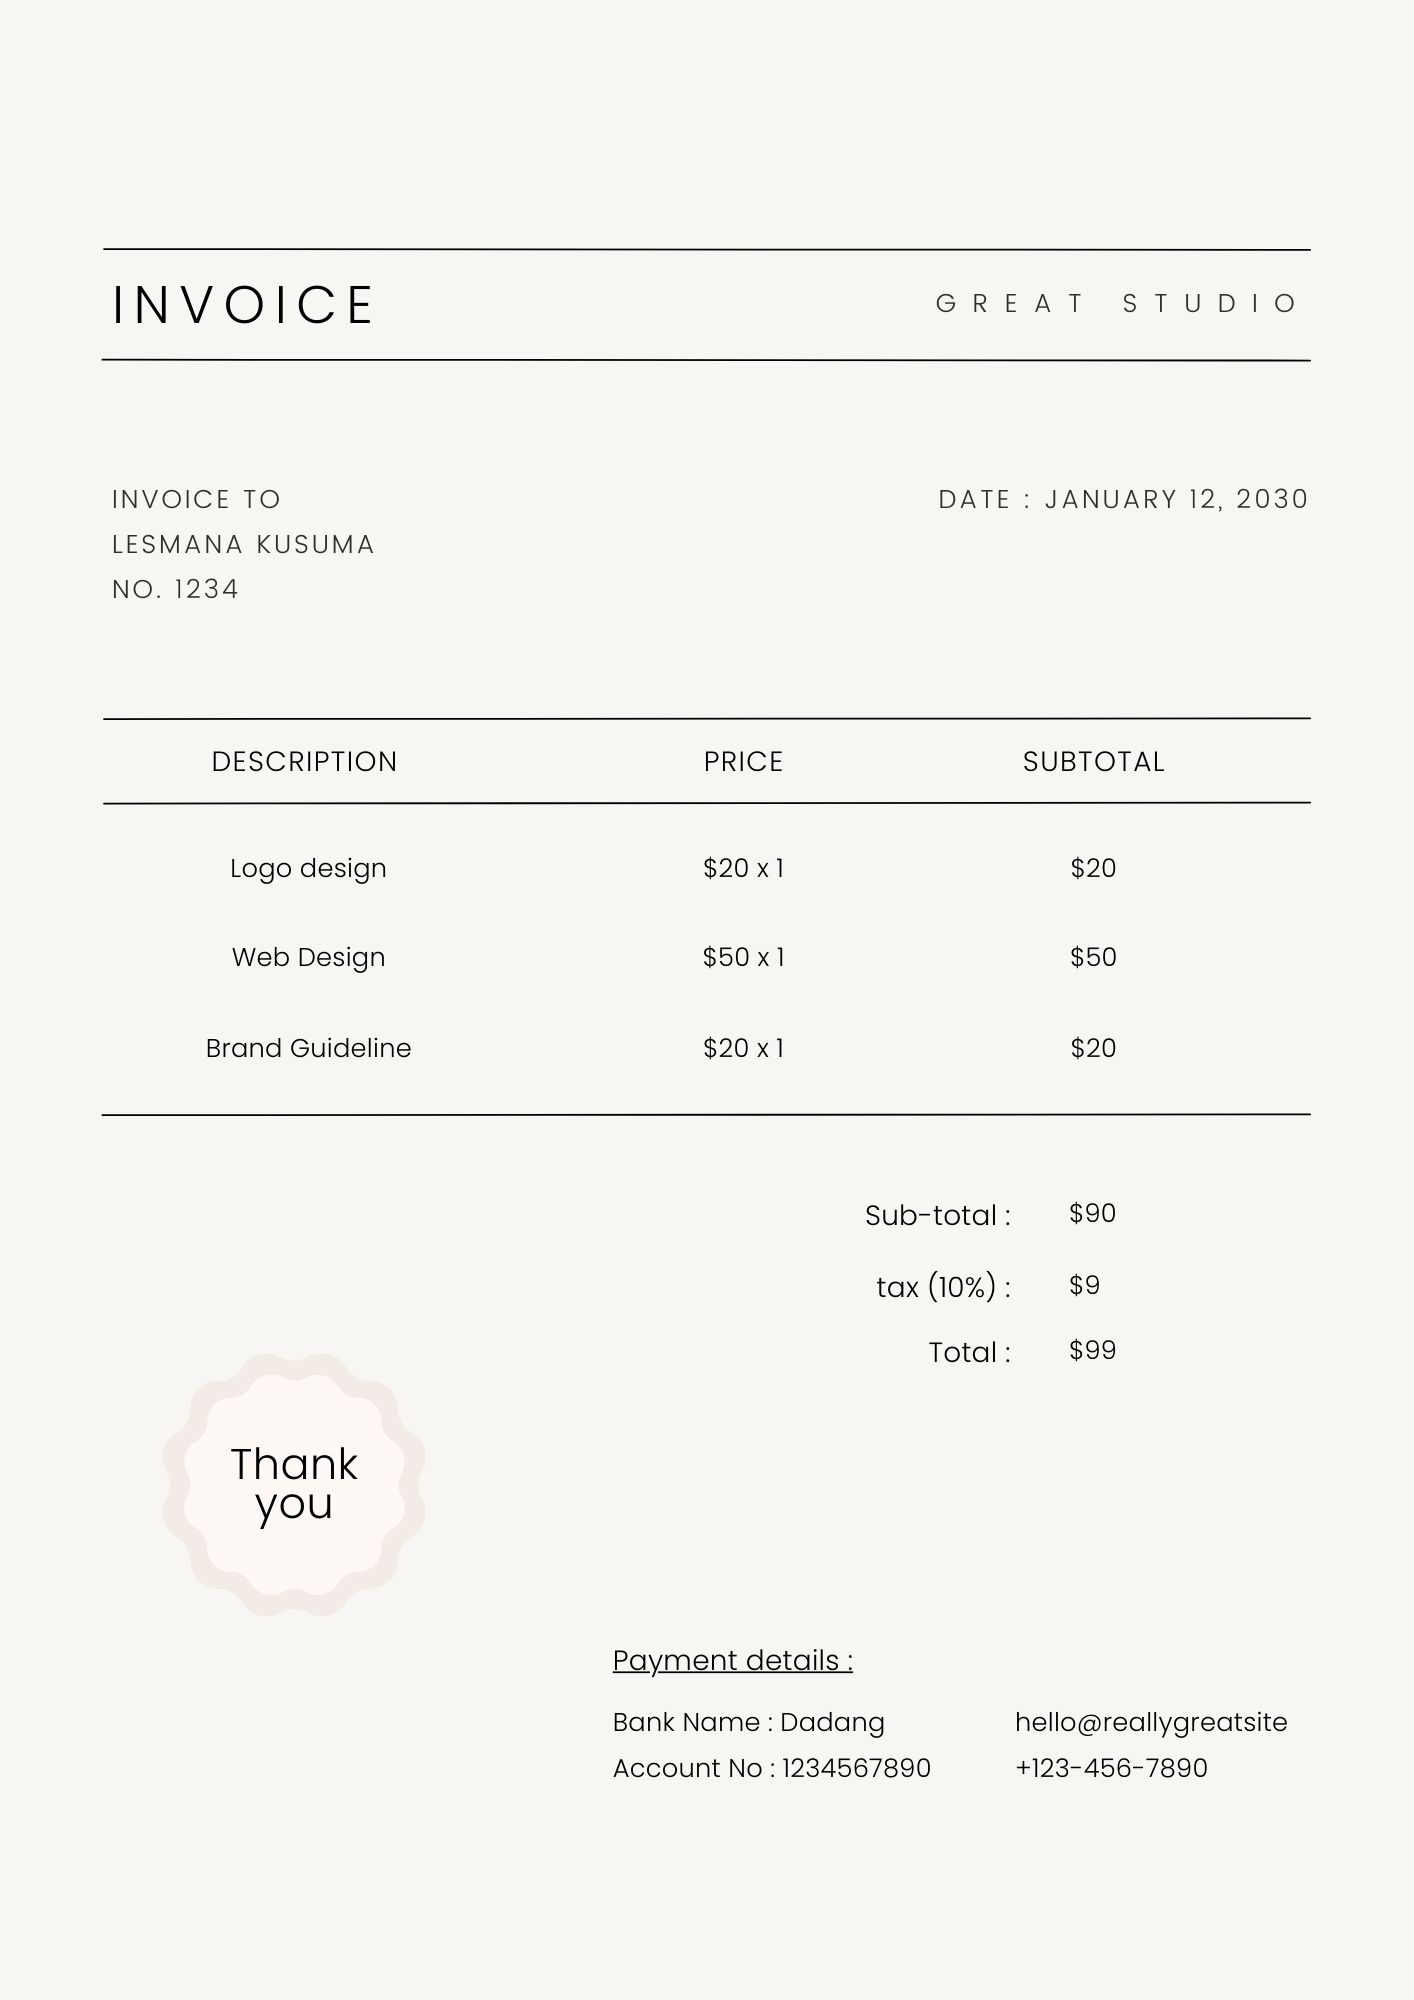 INVOICE
GREAT STUDIO
INVOICE TO
DATE : JANUARY 12, 2030
LESMANA KUSUMA
NO. 1234
DESCRIPTION PRICE SUBTOTAL
Logo design $20 x 1 $20
Web Design $50 x 1 $50
Brand Guideline $20 x 1 $20
Sub-total : $90
tax (10%) : $9
Total : $99
Thank
you
Payment details :
Bank Name : Dadang hello@reallygreatsite
Account No : 1234567890 +123-456-7890